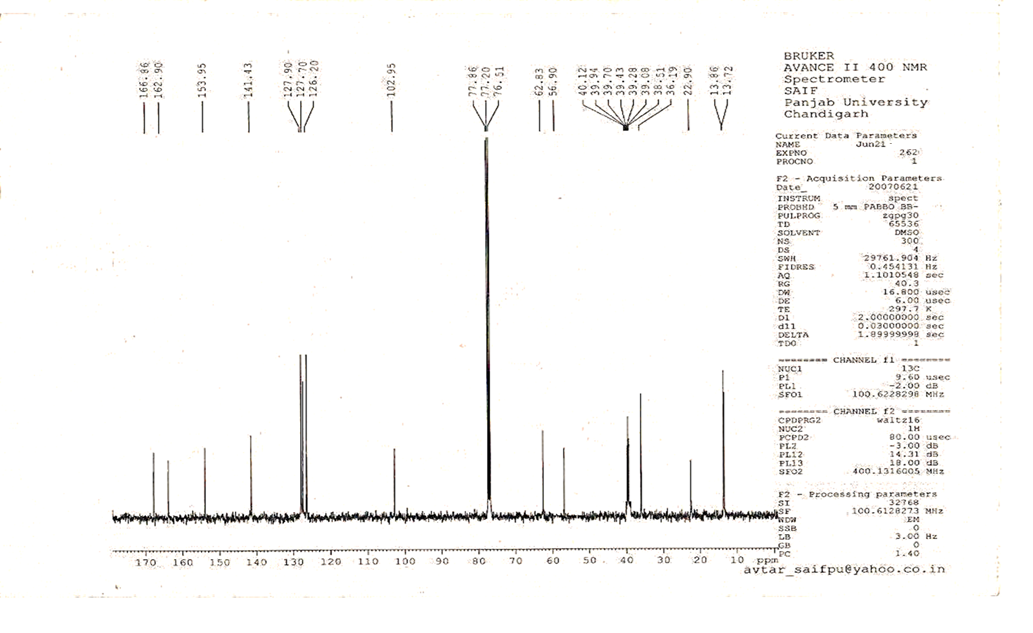 166.86
162.90
153.95
141.43
127.90
127.70
126.20
102.95
77.86
77.20
76.51
62.83
56.90
40.12
39.94
39.70
39.43
39.28
39.08
38.51
36.19
22.90
13.86
13.72
BRUKER
AVANCE II 400 NMR
Spectrometer
SAIF
Panjab University
Chandigarh
Current Data Parameters
NAME Jun21
EXPNO 262
PROCNO 1
F2 - Acquisition Parameters
Date_ 20070621
INSTRUM spect
PROBHD 5 mm PABBO BB-
PULPROG zgpg30
TD 65536
SOLVENT DMSO
NS 300
DS 4
SWH 29761.904 Hz
FIDRES 0.454131 Hz
AQ 1.1010548 sec
RG 40.3
DW 16.800 usec
DE 6.00 usec
TE 297.7 K
D1 2.00000000 sec
d11 0.03000000 sec
DELTA 1.89999998 sec
TD0 1
======== CHANNEL f1 ========
NUC1 13C
P1 9.60 usec
PL1 -2.00 dB
SFO1 100.6228298 MHz
======== CHANNEL f2 ========
CPDPRG2 waltz16
NUC2 1H
PCPD2 80.00 usec
PL2 -3.00 dB
PL12 14.31 dB
PL13 18.00 dB
SFO2 400.1316005 MHz
F2 - Processing parameters
SI 32768
SF 100.6128273 MHz
WDW EM
SSB 0
LB 3.00 Hz
GB 0
PC 1.40
170 160 150 140 130 120 110 100 90 80 70 60 50 40 30 20 10 ppm
avtar_saifpu@yahoo.co.in